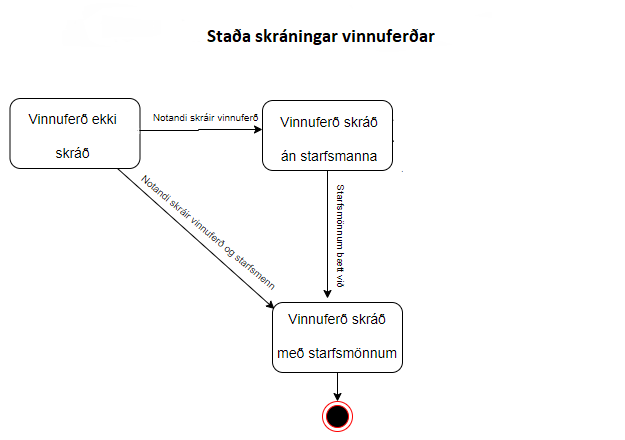 Staða skráningar vinnuferðar
Vinnuferð ekki
skráð
Notandi skráir vinnuferð
Vinnuferð skráð
án starfsmanna
Notandi skráir vinnuferð og starfsmenn
Starfsmönnum bætt við
Vinnuferð skráð
með starfsmönnum